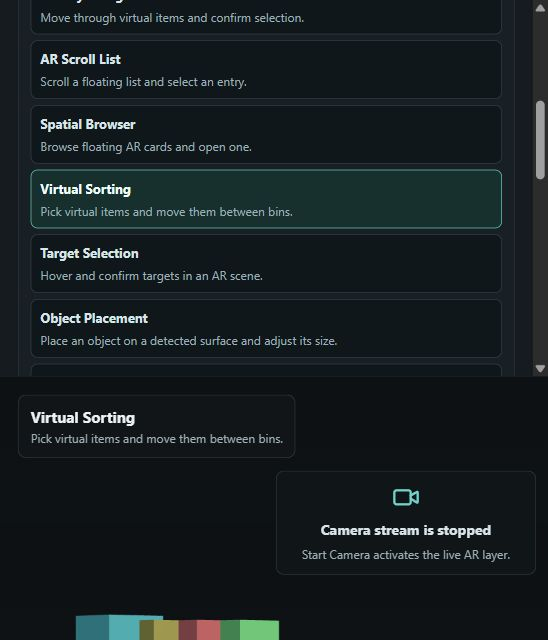 Move through virtual items and confirm selection.
AR Scroll List
Scroll a floating list and select an entry.
Spatial Browser
Browse floating AR cards and open one.
Virtual Sorting
Pick virtual items and move them between bins.
Target Selection
Hover and confirm targets in an AR scene.
Object Placement
Place an object on a detected surface and adjust its size.
Virtual Sorting
Pick virtual items and move them between bins.
Camera stream is stopped
Start Camera activates the live AR layer.